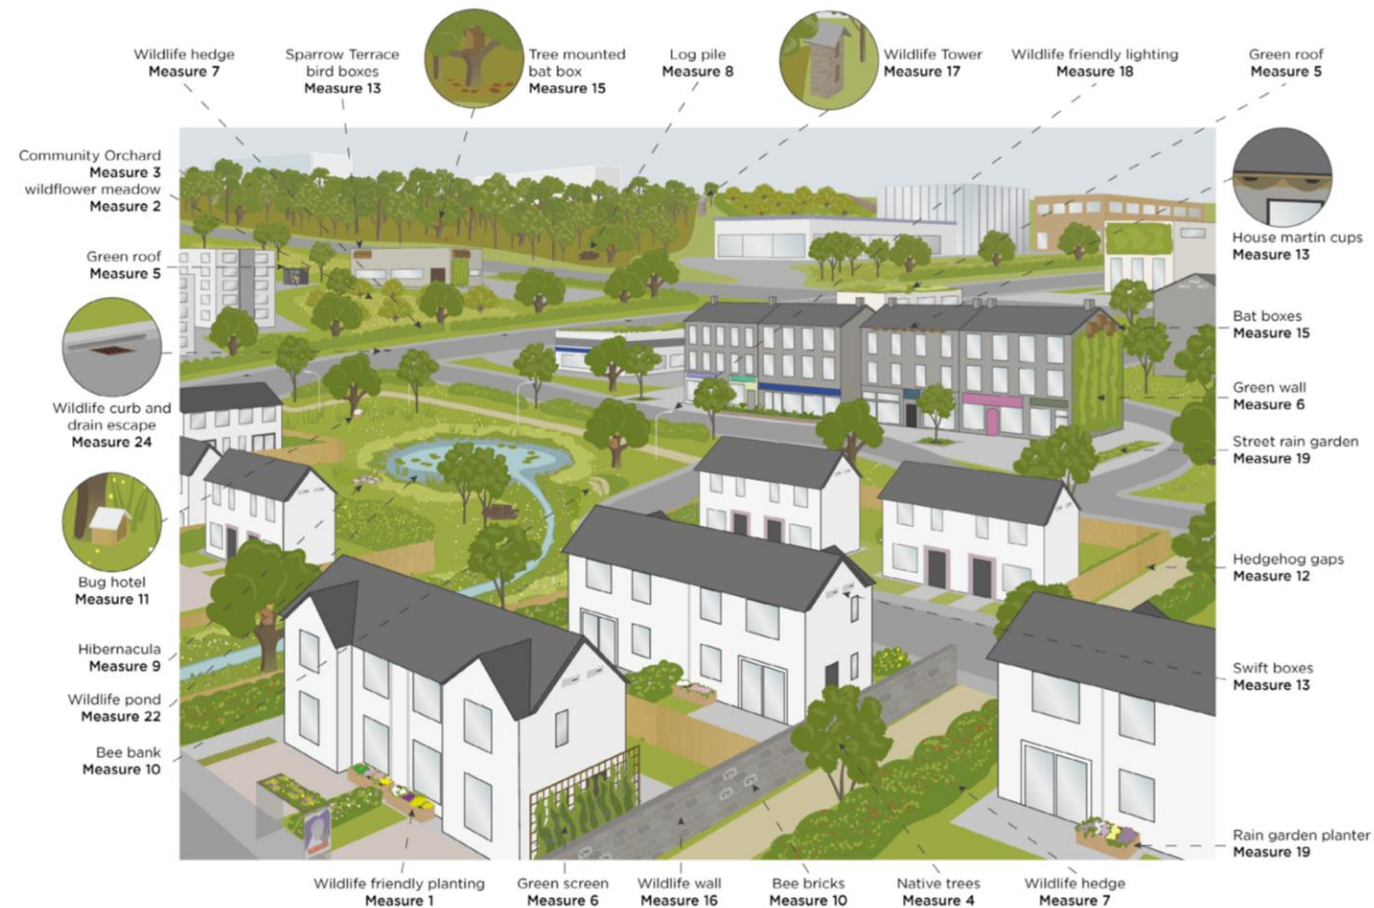 Wildlife hedge
Measure 7
Sparrow Terrace
bird boxes
Measure 13
Tree mounted
bat box
Measure 15
Log pile
Measure 8
Wildlife Tower
Measure 17
Wildlife friendly lighting
Measure 18
Green roof
Measure 5
Community Orchard
Measure 3
wildflower meadow
Measure 2
Green roof
Measure 5
Wildlife curb and
drain escape
Measure 24
Bug hotel
Measure 11
Hibernacula
Measure 9
Wildlife pond
Measure 22
Bee bank
Measure 10
House martin cups
Measure 13
Bat boxes
Measure 15
Green wall
Measure 6
Street rain garden
Measure 19
Hedgehog gaps
Measure 12
Swift boxes
Measure 13
Rain garden planter
Measure 19
Wildlife friendly planting
Measure 1
Green screen
Measure 6
Wildlife wall
Measure 16
Bee bricks
Measure 10
Native trees
Measure 4
Wildlife hedge
Measure 7